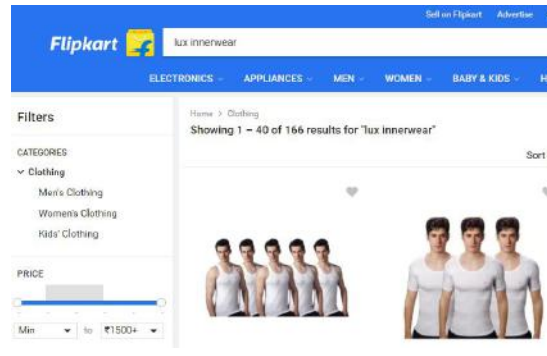 Sell on Flipkart Advertise
Flipkart lux innerwear
ELECTRONICS APPLIANCES MEN WOMEN BABY & KIDS H
Filters
Home > Clothing
Showing 1 – 40 of 166 results for "lux innerwear"
CATEGORIES
Sort
Clothing
Men's Clothing
Women's Clothing
Kids' Clothing
PRICE
Min to ₹1500+